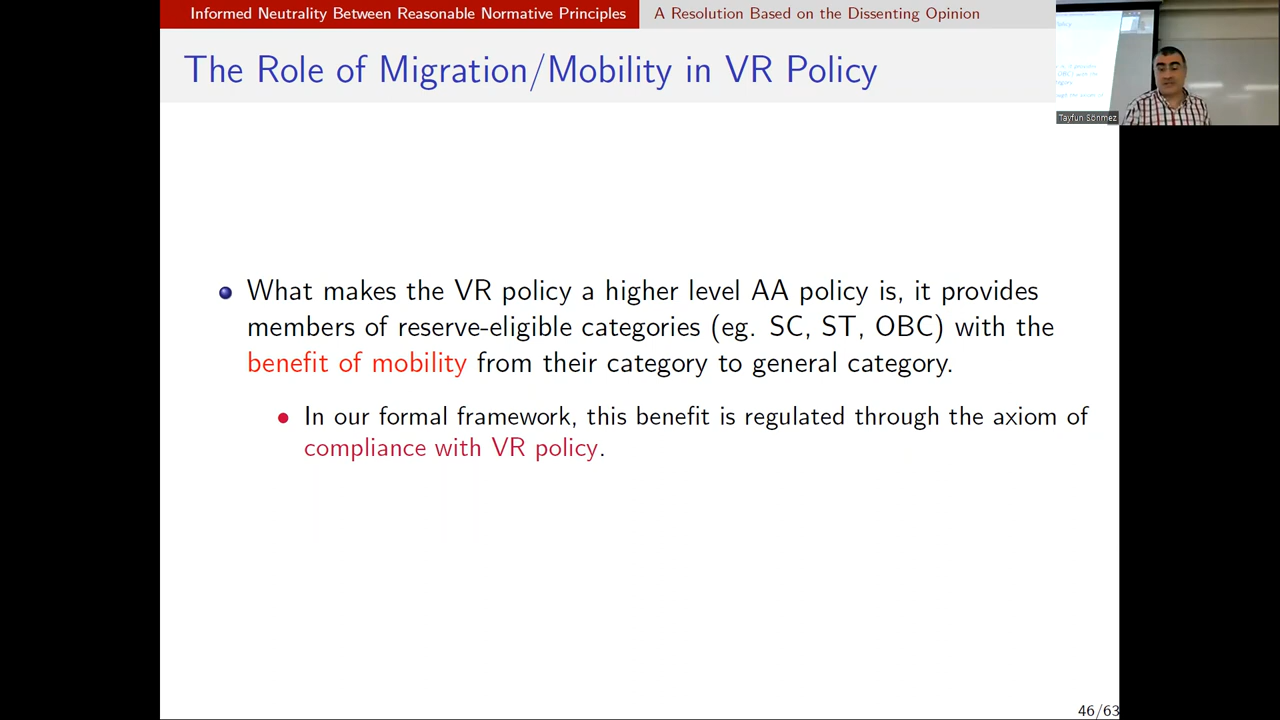 Informed Neutrality Between Reasonable Normative Principles
A Resolution Based on the Dissenting Opinion
The Role of Migration/Mobility in VR Policy
Tayfun Sönmez
What makes the VR policy a higher level AA policy is, it provides
members of reserve-eligible categories (eg. SC, ST, OBC) with the
benefit of mobility from their category to general category.
In our formal framework, this benefit is regulated through the axiom of
compliance with VR policy.
46/63